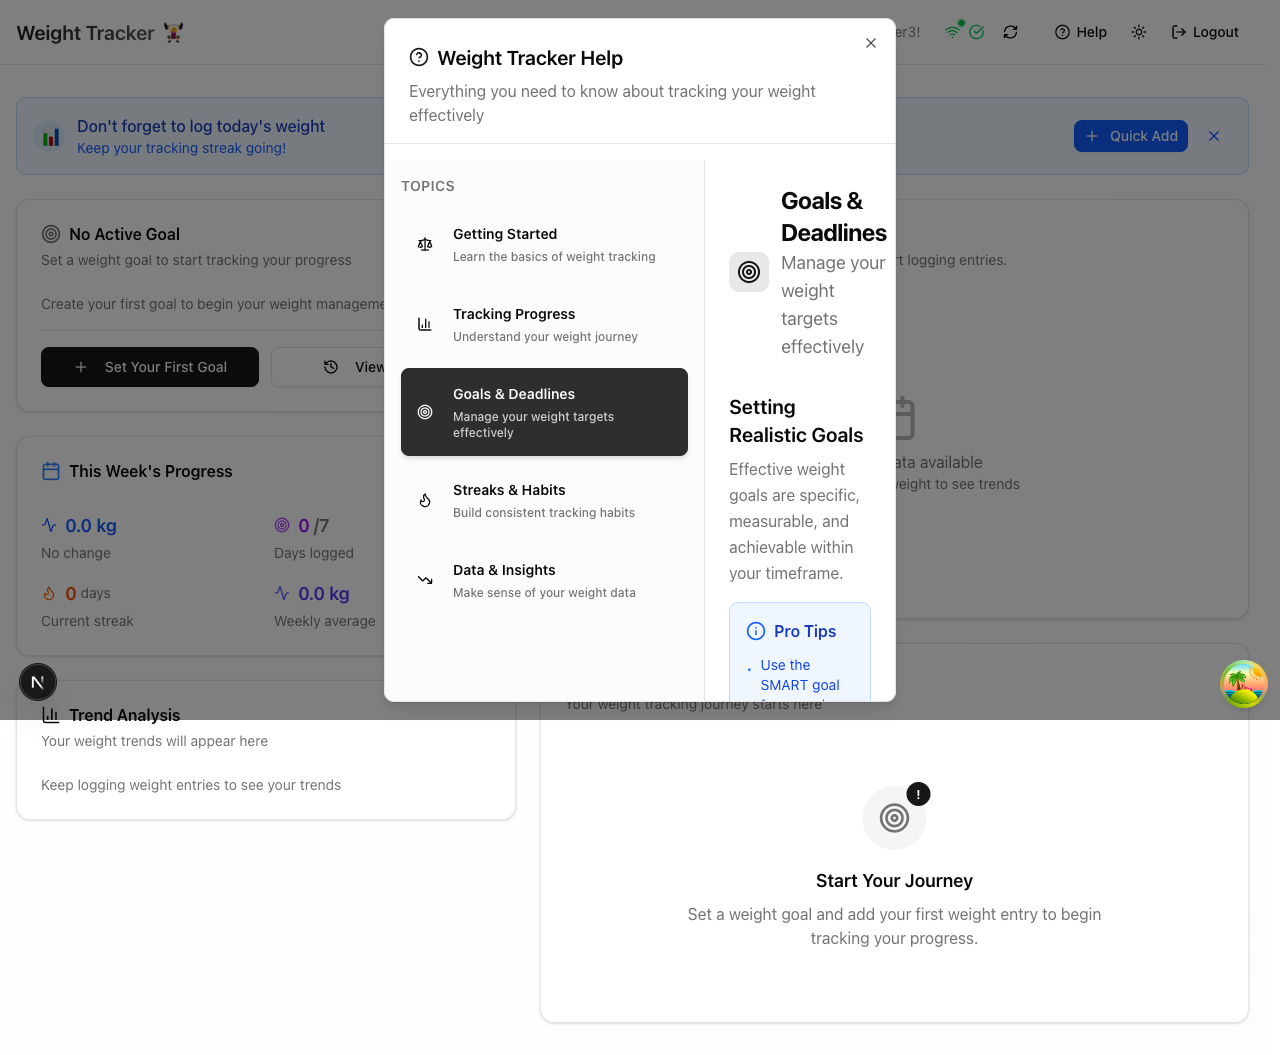 Weight Tracker
er3!
Help
Logout
Don't forget to log today's weight
Keep your tracking streak going!
Quick Add
No Active Goal
Set a weight goal to start tracking your progress
Create your first goal to begin your weight manageme
Set Your First Goal
View
This Week's Progress
0.0 kg
No change
0 /7
Days logged
0 days
Current streak
0.0 kg
Weekly average
N
Trend Analysis
Your weight trends will appear here
Keep logging weight entries to see your trends
Weight Tracker Help
Everything you need to know about tracking your weight
effectively
TOPICS
Getting Started
Learn the basics of weight tracking
Tracking Progress
Understand your weight journey
Goals & Deadlines
Manage your weight targets
effectively
Streaks & Habits
Build consistent tracking habits
Data & Insights
Make sense of your weight data
Goals &
Deadlines
Manage your
weight
targets
effectively
Setting
Realistic Goals
Effective weight
goals are specific,
measurable, and
achievable within
your timeframe.
Pro Tips
Use the
SMART goal
rt logging entries.
ata available
eight to see trends
Your weight tracking journey starts here
!
Start Your Journey
Set a weight goal and add your first weight entry to begin
tracking your progress.